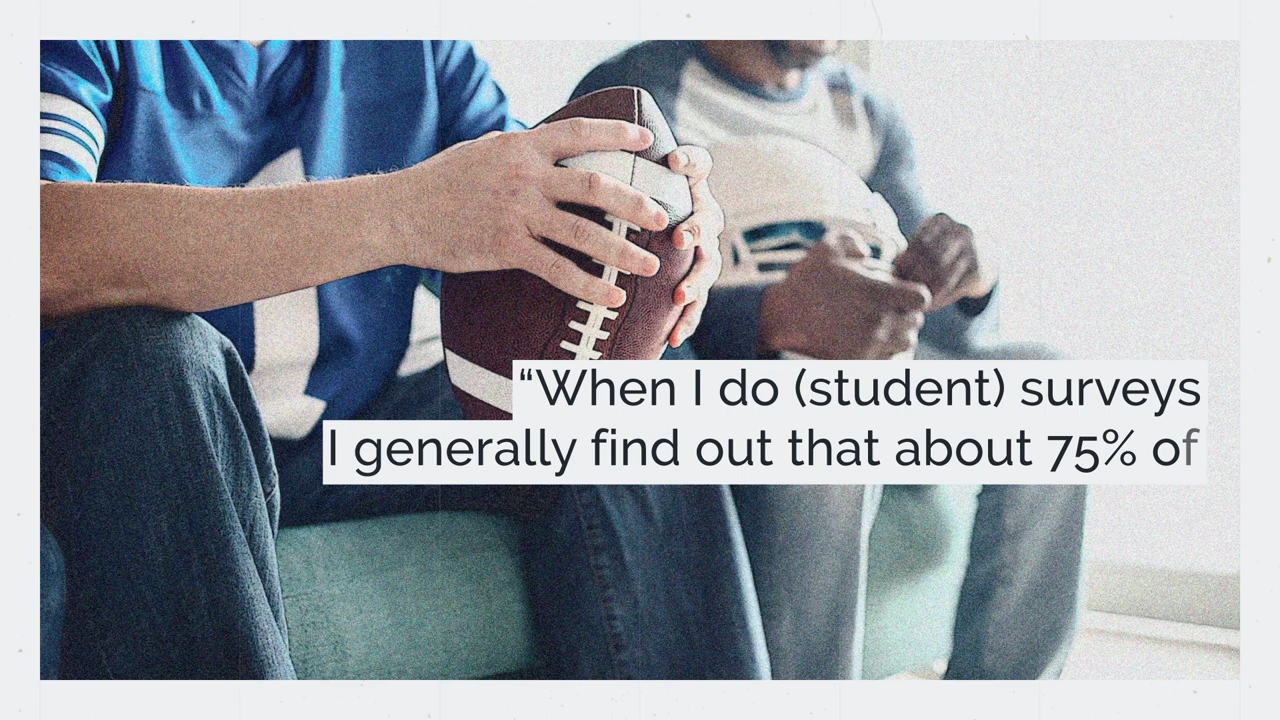 “When I do (student) surveys
I generally find out that about 75% of